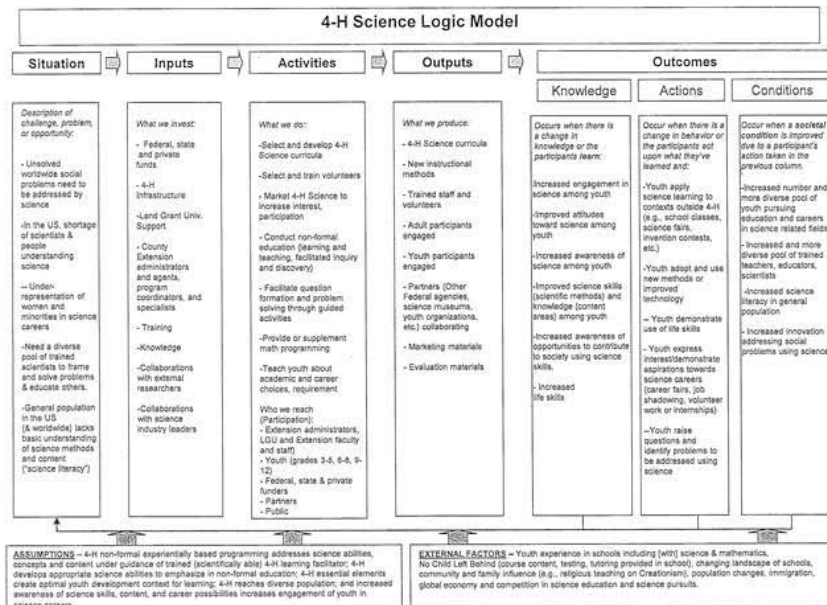 4-H Science Logic Model
Situation
Inputs
Activities
Outputs
Outcomes
Knowledge
Actions
Conditions
Description of
challenge, problem,
or opportunity:
- Unsolved
worldwide social
problems need to
be addressed by
science
-In the US, shortage
of scientists &
people
understanding
science
-- Under-
representation of
women and
minorities in science
careers
-Need a diverse
pool of trained
scientists to frame
and solve problems
& educate others.
-General population
in the US
(& worldwide) lacks
basic understanding
of science methods
and content
("science literacy")
What we invest:
- Federal, state
and private
funds
- 4-H
Infrastructure
-Land Grant Univ.
Support
- County
Extension
administrators
and agents,
program
coordinators, and
specialists
- Training
-Knowledge
- Collaborations
with external
researchers
-Collaborations
with science
industry leaders
What we do:
-Select and develop 4-H
Science curricula
-Select and train volunteers
- Market 4-H Science to
increase interest,
participation
- Conduct non-formal
education (learning and
teaching, facilitated inquiry
and discovery)
- Facilitate question
formation and problem
solving through guided
activities
-Provide or supplement
math programming
-Teach youth about
academic and career
choices, requirement
Who we reach
(Participation):
- Extension administrators,
LGU and Extension faculty
and staff)
- Youth (grades 3-5, 6-8, 9-
12)
- Federal, state & private
funders
- Partners
- Public
What we produce:
- 4-H Science curricula
- New instructional
methods
- Trained staff and
volunteers
- Adult participants
engaged
- Youth participants
engaged
- Partners (Other
Federal agencies,
science museums,
youth organizations,
etc.) collaborating
- Marketing materials
- Evaluation materials
Occurs when there is
a change in
knowledge or the
participants learn:
-Increased engagement in
science among youth
-Improved attitudes
toward science among
youth
-Increased awareness of
science among youth
-Improved science skills
(scientific methods) and
knowledge (content
areas) among youth
-Increased awareness of
opportunities to contribute
to society using science
skills.
- Increased
life skills
Occur when there is a
change in behavior or
the participants act
upon what they've
learned and:
-Youth apply
science learning to
contexts outside 4-H
(e.g., school classes,
science fairs,
invention contests,
etc.)
-Youth adopt and use
new methods or
improved
technology
-- Youth demonstrate
use of life skills
- Youth express
interest/demonstrate
aspirations towards
science careers
(career fairs, job
shadowing, volunteer
work or internships)
--Youth raise
questions and
identify problems to
be addressed using
science
Occur when a societal
condition is improved
due to a participant's
action taken in the
previous column.
-Increased number and
more diverse pool of
youth pursuing
education and careers
in science related fields
- Increased and more
diverse pool of trained
teachers, educators,
scientists
-Increased science
literacy in general
population
- Increased innovation
addressing social
problems using science
ASSUMPTIONS – 4-H non-formal experientially based programming addresses science abilities,
concepts and content under guidance of trained (scientifically able) 4-H learning facilitator; 4-H
develops appropriate science abilities to emphasize in non-formal education; 4-H essential elements
create optimal youth development context for learning; 4-H reaches diverse population; and increased
awareness of science skills, content, and career possibilities increases engagement of youth in
science careers
EXTERNAL FACTORS – Youth experience in schools including [with] science & mathematics,
No Child Left Behind (course content, testing, tutoring provided in school), changing landscape of schools,
community and family influence (e.g., religious teaching on Creationism), population changes, immigration,
global economy and competition in science education and science pursuits.